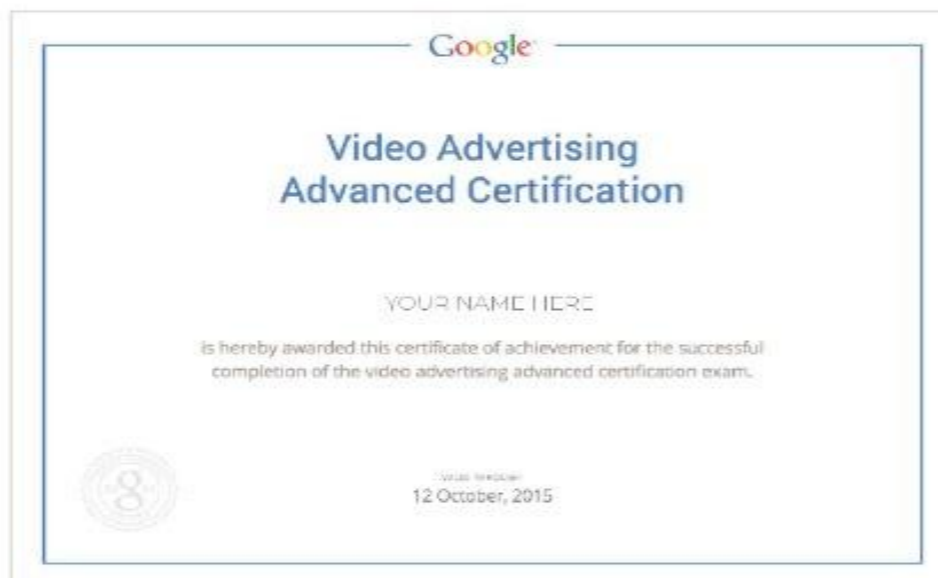 Google
Video Advertising
Advanced Certification
YOUR NAME HERE
is hereby awarded this certificate of achievement for the successful
completion of the video advertising advanced certification exam.
12 October, 2015